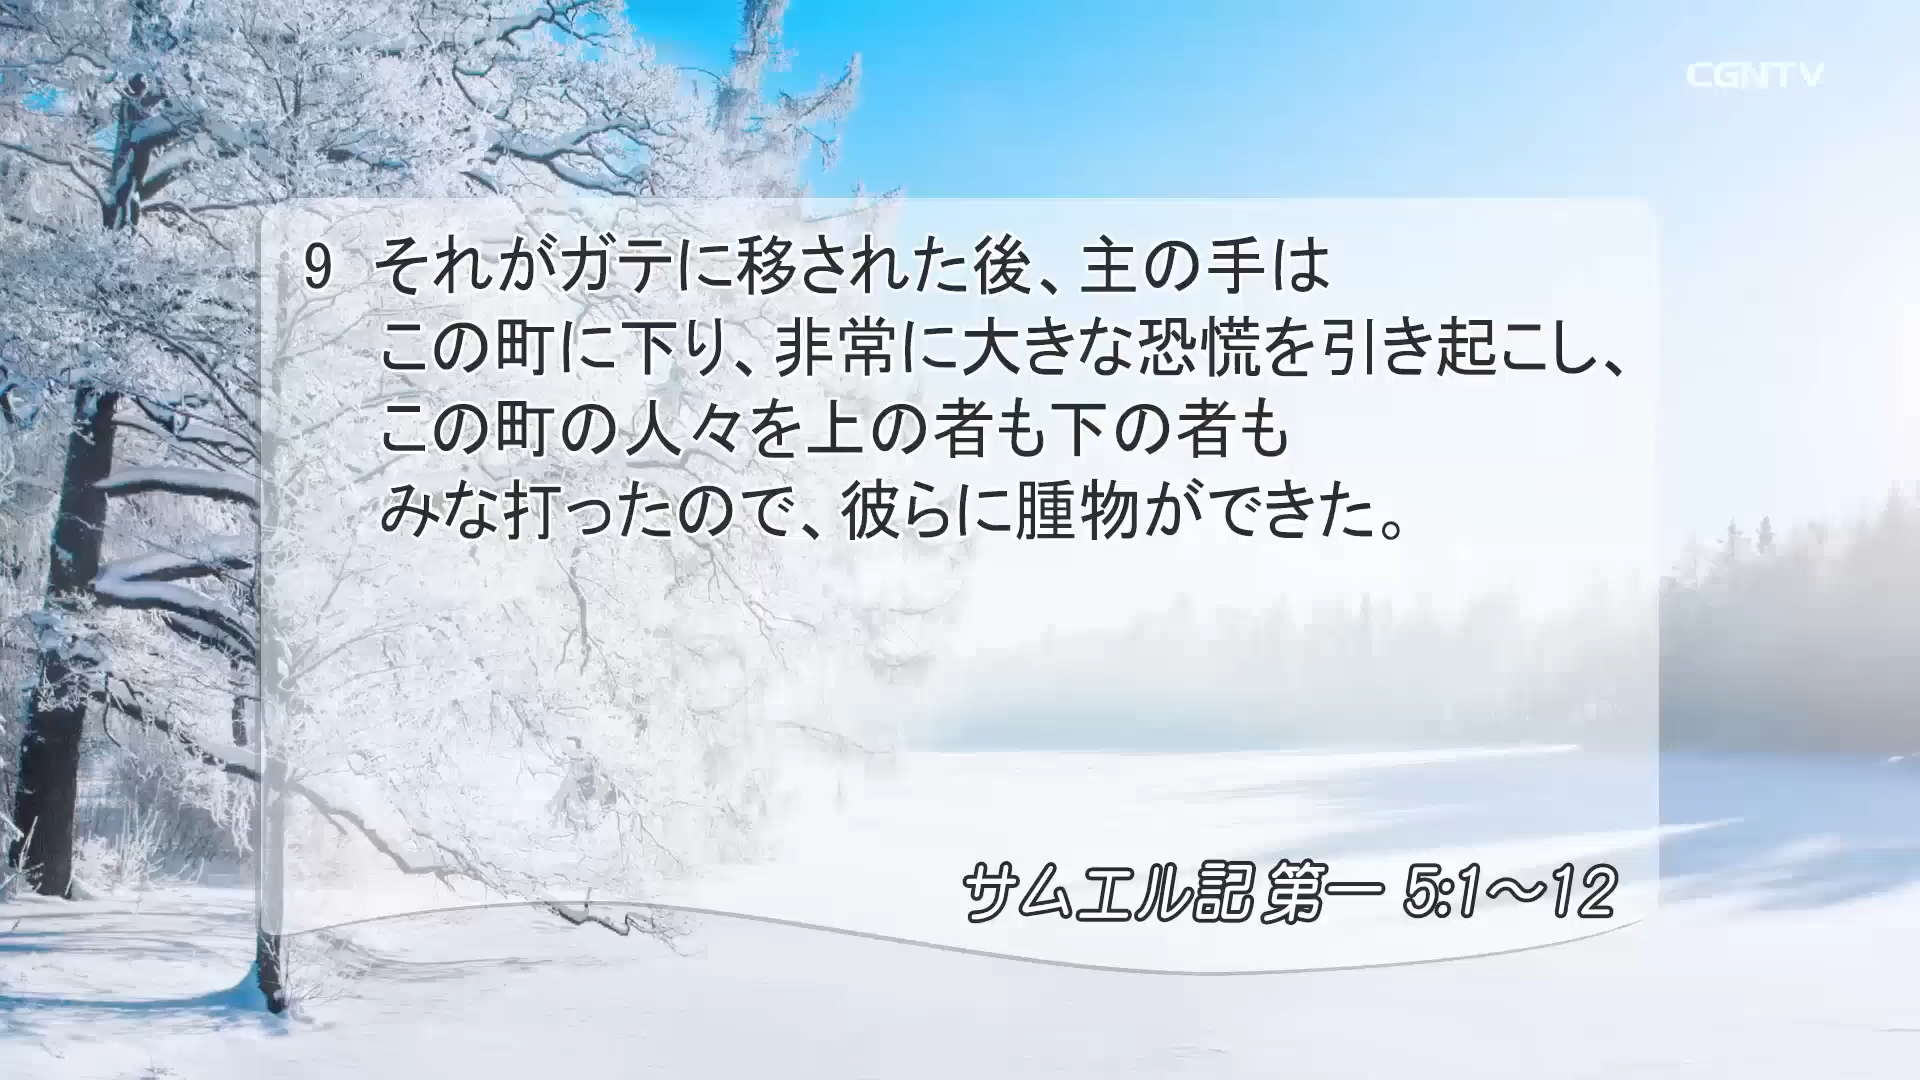 CGNTV
9 それがガテに移された後、主の手は
この町に下り、非常に大きな恐慌を引き起こし、
この町の人々を上の者も下の者も
みな打ったので、彼らに腫物ができた。
サムエル記 第一 5:1～12